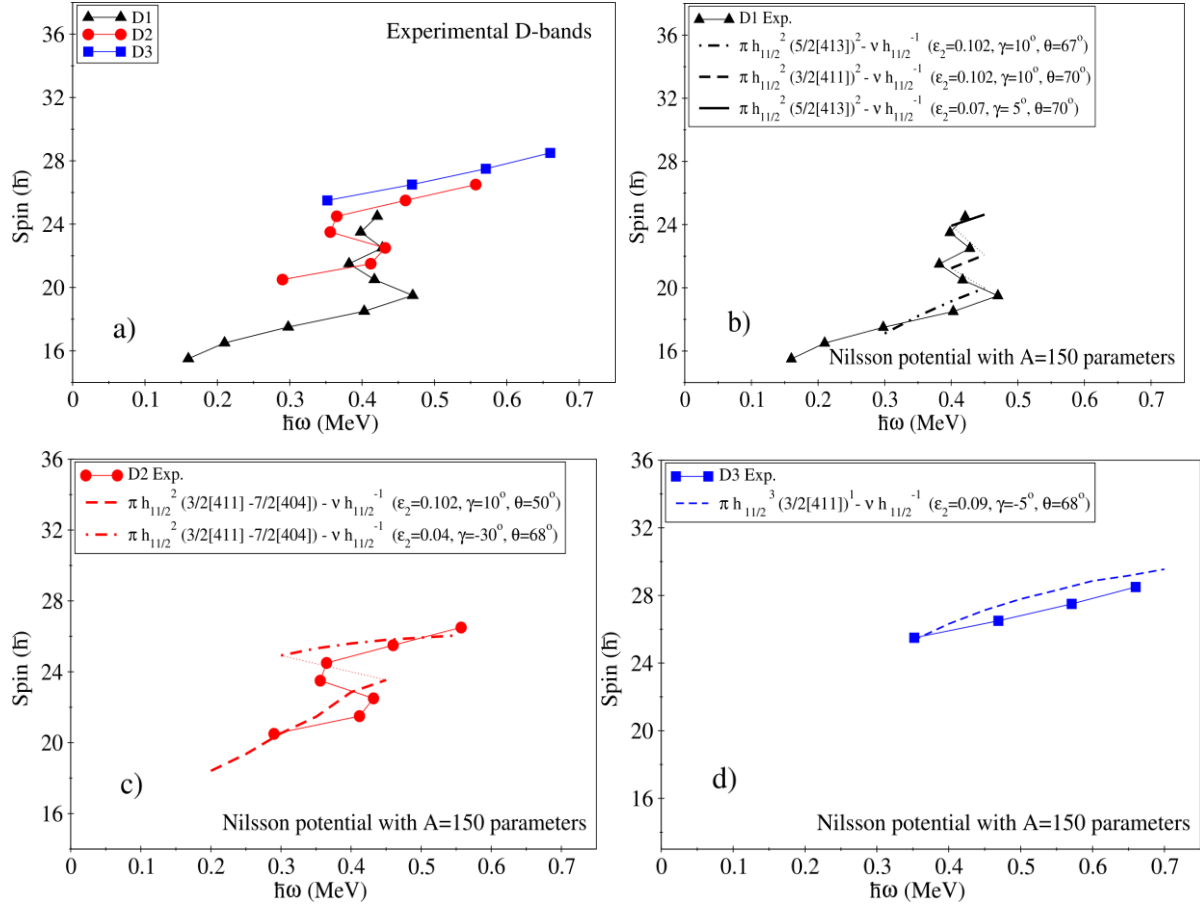 D1
D2
D3
Experimental D-bands
a)
36
32
28
24
20
16
Spin (ħ)
0 0.1 0.2 0.3 0.4 0.5 0.6 0.7
ħω (MeV)
D1 Exp.
π h₁₁/₂² (5/2[413])² - ν h₁₁/₂⁻¹ (ε₂=0.102, γ=10°, θ=67°)
π h₁₁/₂² (3/2[411])² - ν h₁₁/₂⁻¹ (ε₂=0.102, γ=10°, θ=70°)
π h₁₁/₂² (5/2[413])² - ν h₁₁/₂⁻¹ (ε₂=0.07, γ= 5°, θ=70°)
b)
Nilsson potential with A=150 parameters
36
32
28
24
20
16
Spin (ħ)
0 0.1 0.2 0.3 0.4 0.5 0.6 0.7
ħω (MeV)
D2 Exp.
π h₁₁/₂² (3/2[411] -7/2[404]) - ν h₁₁/₂⁻¹ (ε₂=0.102, γ=10°, θ=50°)
π h₁₁/₂² (3/2[411] -7/2[404]) - ν h₁₁/₂⁻¹ (ε₂=0.04, γ=-30°, θ=68°)
c)
Nilsson potential with A=150 parameters
36
32
28
24
20
16
Spin (ħ)
0 0.1 0.2 0.3 0.4 0.5 0.6 0.7
ħω (MeV)
D3 Exp.
π h₁₁/₂³ (3/2[411])¹ - ν h₁₁/₂⁻¹ (ε₂=0.09, γ=-5°, θ=68°)
d)
Nilsson potential with A=150 parameters
36
32
28
24
20
16
Spin (ħ)
0 0.1 0.2 0.3 0.4 0.5 0.6 0.7
ħω (MeV)